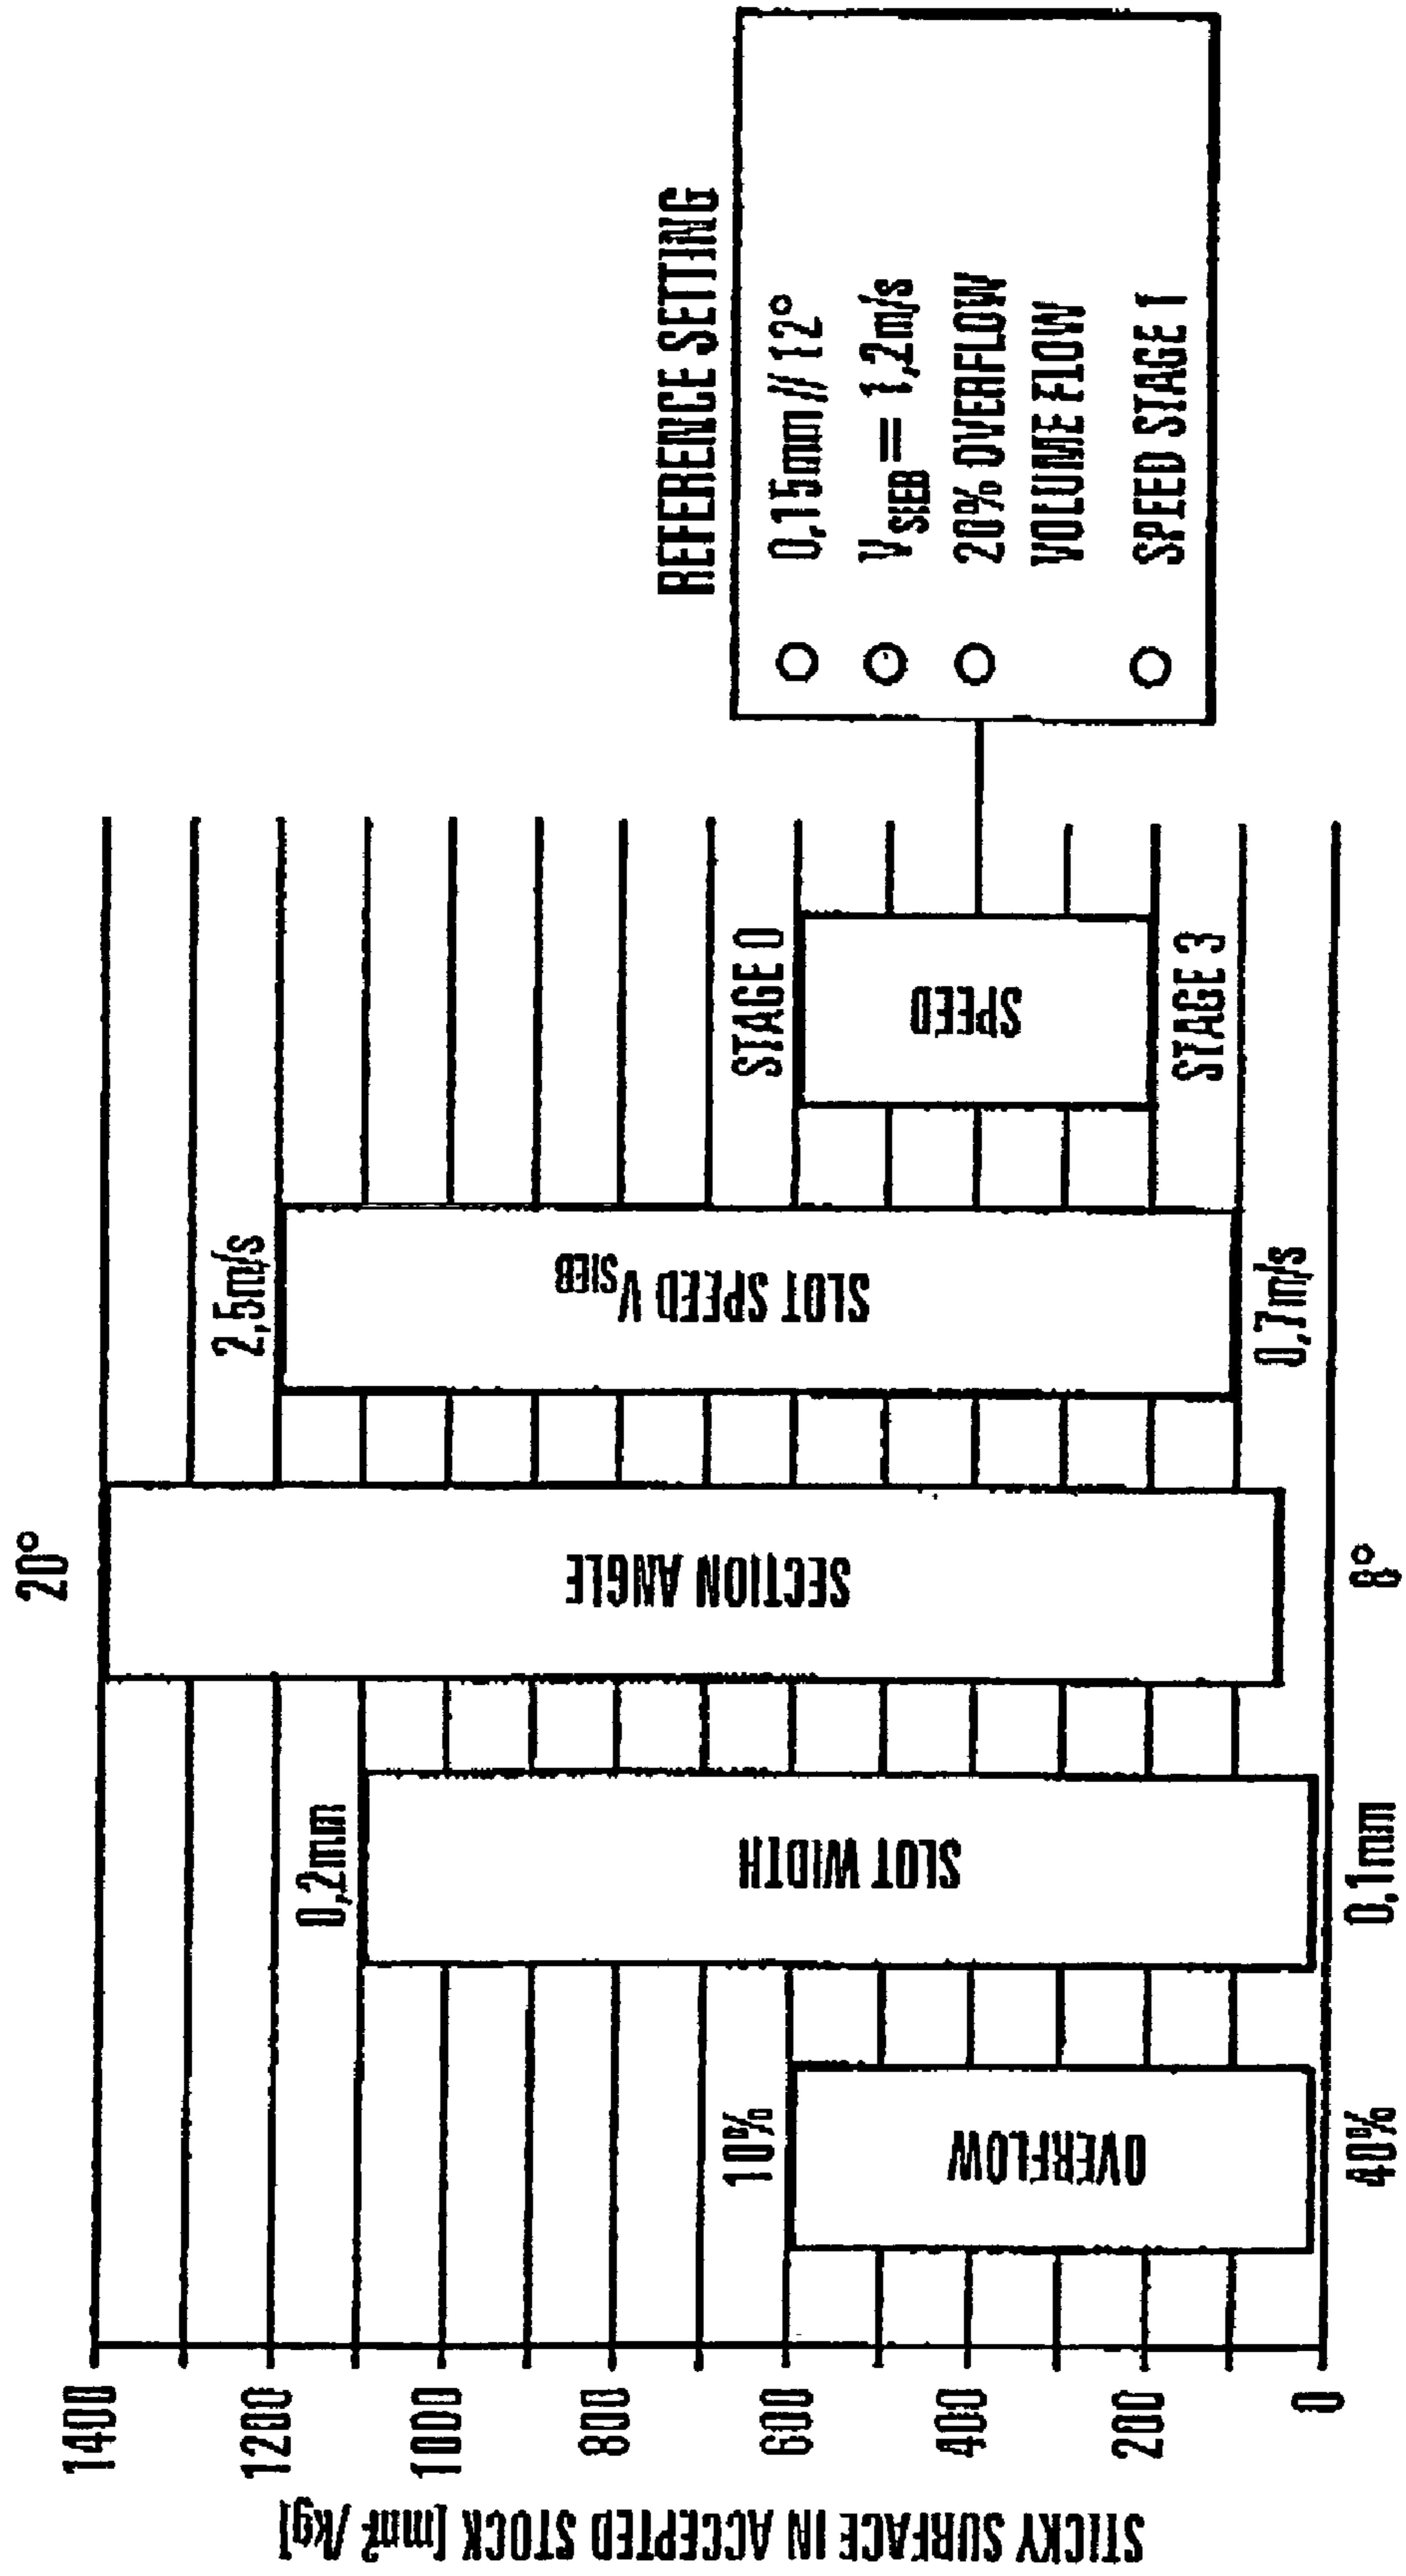 STICKY SURFACE IN ACCEPTED STOCK [mm²/kg]
1400
1200
1000
800
600
400
200
0
10%
OVERFLOW
40%
0,2mm
SLOT WIDTH
0,1mm
20°
SECTION ANGLE
8°
2,5m/s
SLOT SPEED VSIEB
0,7m/s
STAGE 0
SPEED
STAGE 3
REFERENCE SETTING
0,15mm // 12°
VSIEB = 1,2m/s
20% OVERFLOW
VOLUME FLOW
SPEED STAGE 1